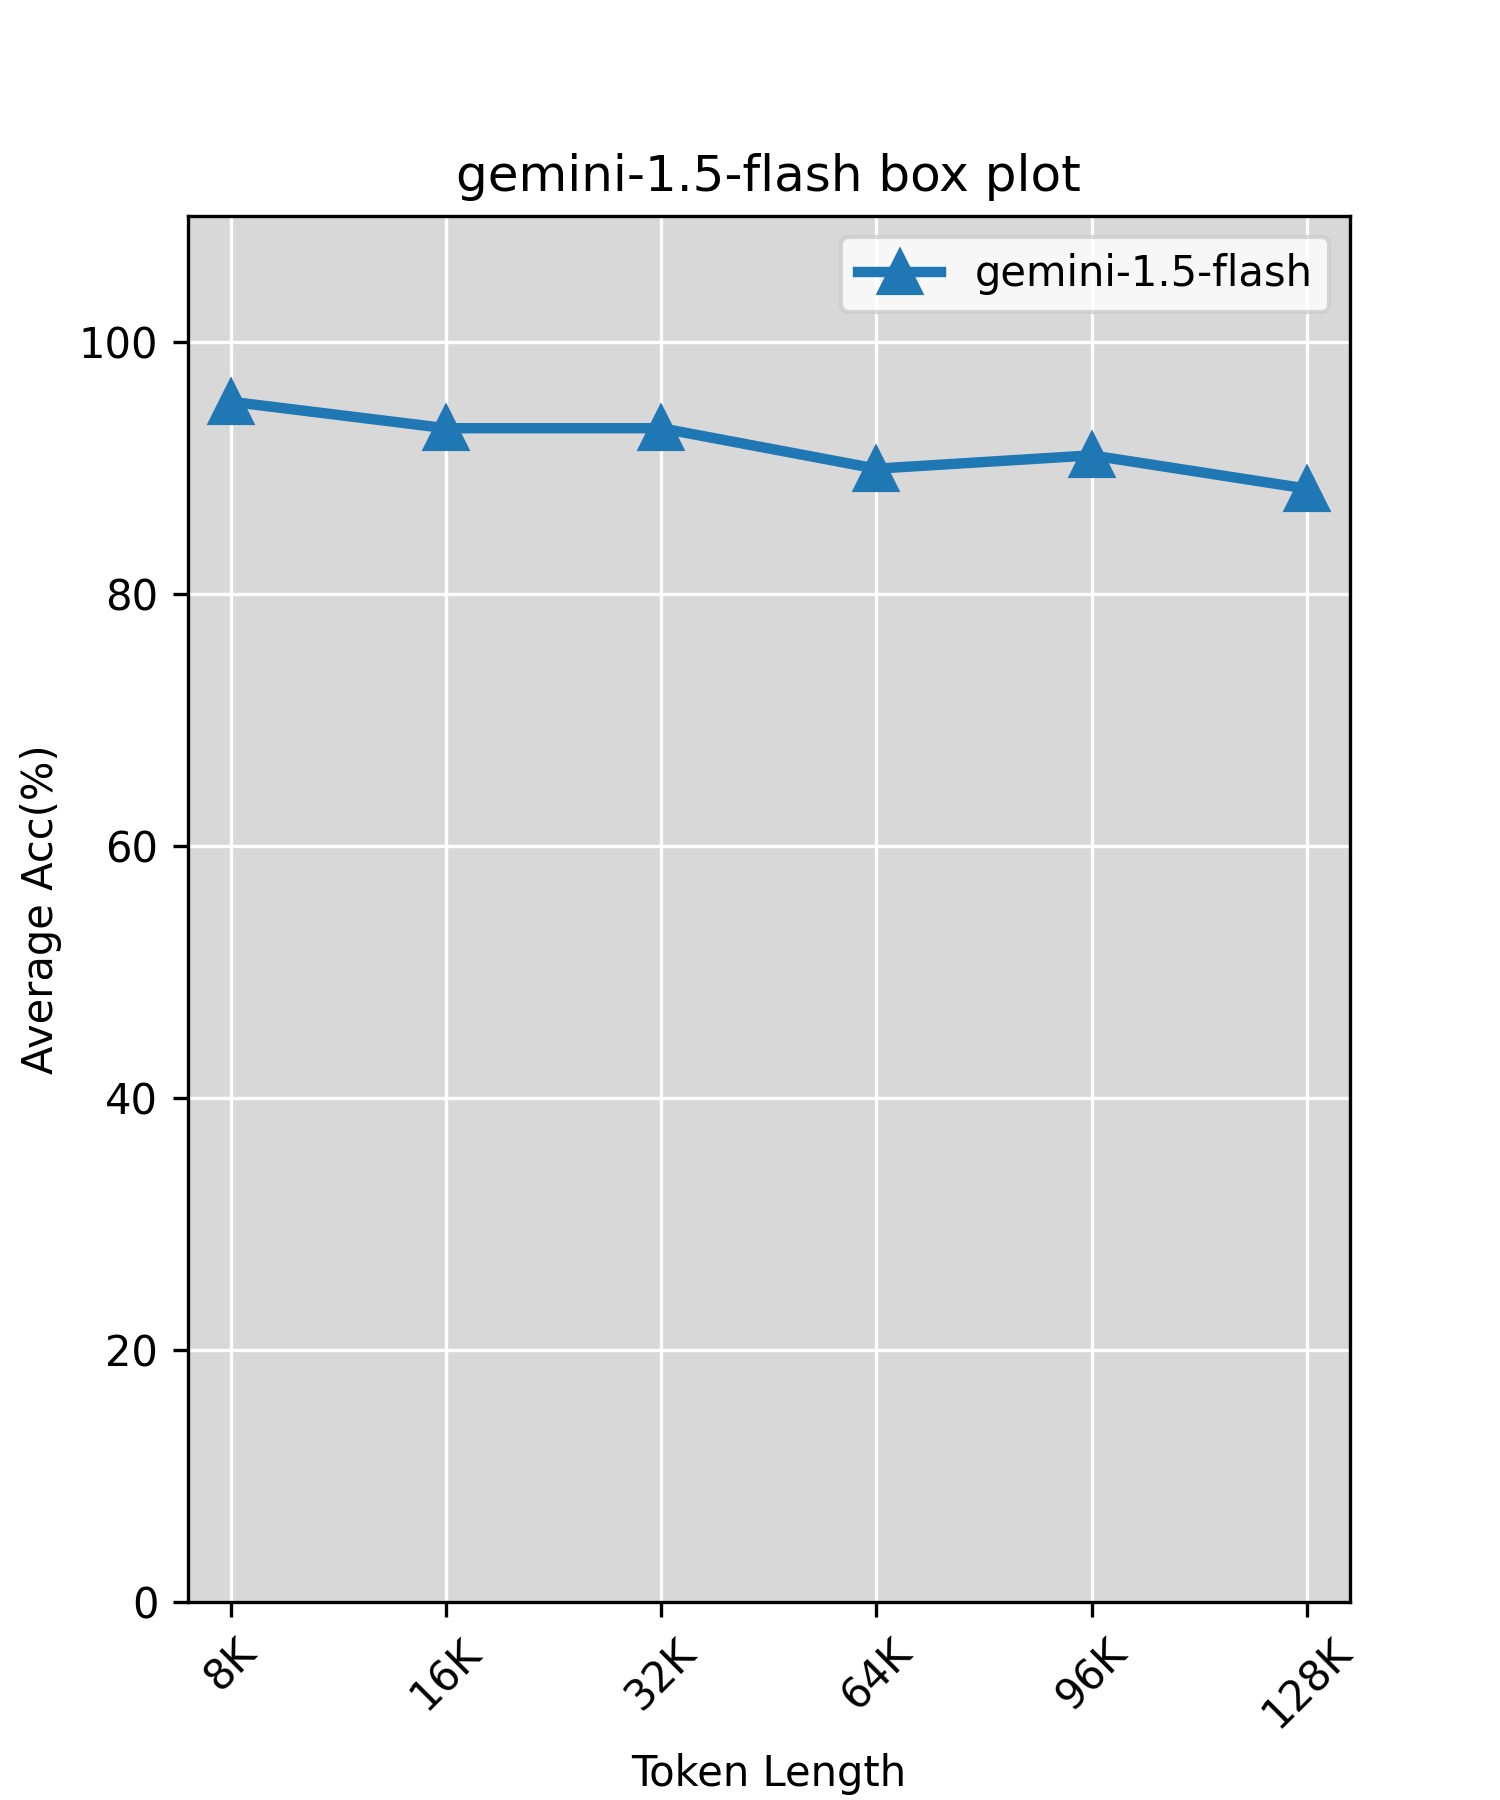 gemini-1.5-flash box plot
gemini-1.5-flash
100
80
60
40
20
0
Average Acc(%)
8K
16K
32K
64K
96K
128K
Token Length